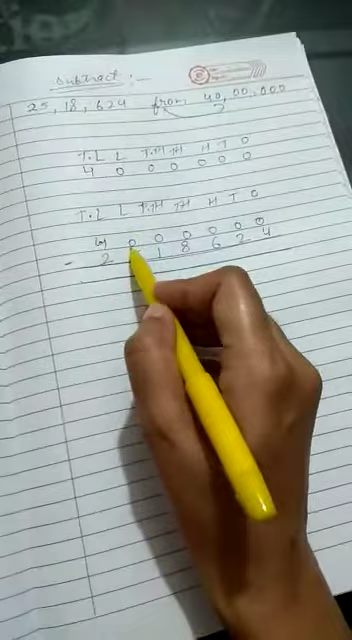 Subtract :-
25,18,624 from 40,00,000
T.L L T.TH TH H T O
4 0 0 0 0 0 0
T.L L T.TH TH H T O
4 0 0 0 0 0 0
- 2 1 8 6 2 4